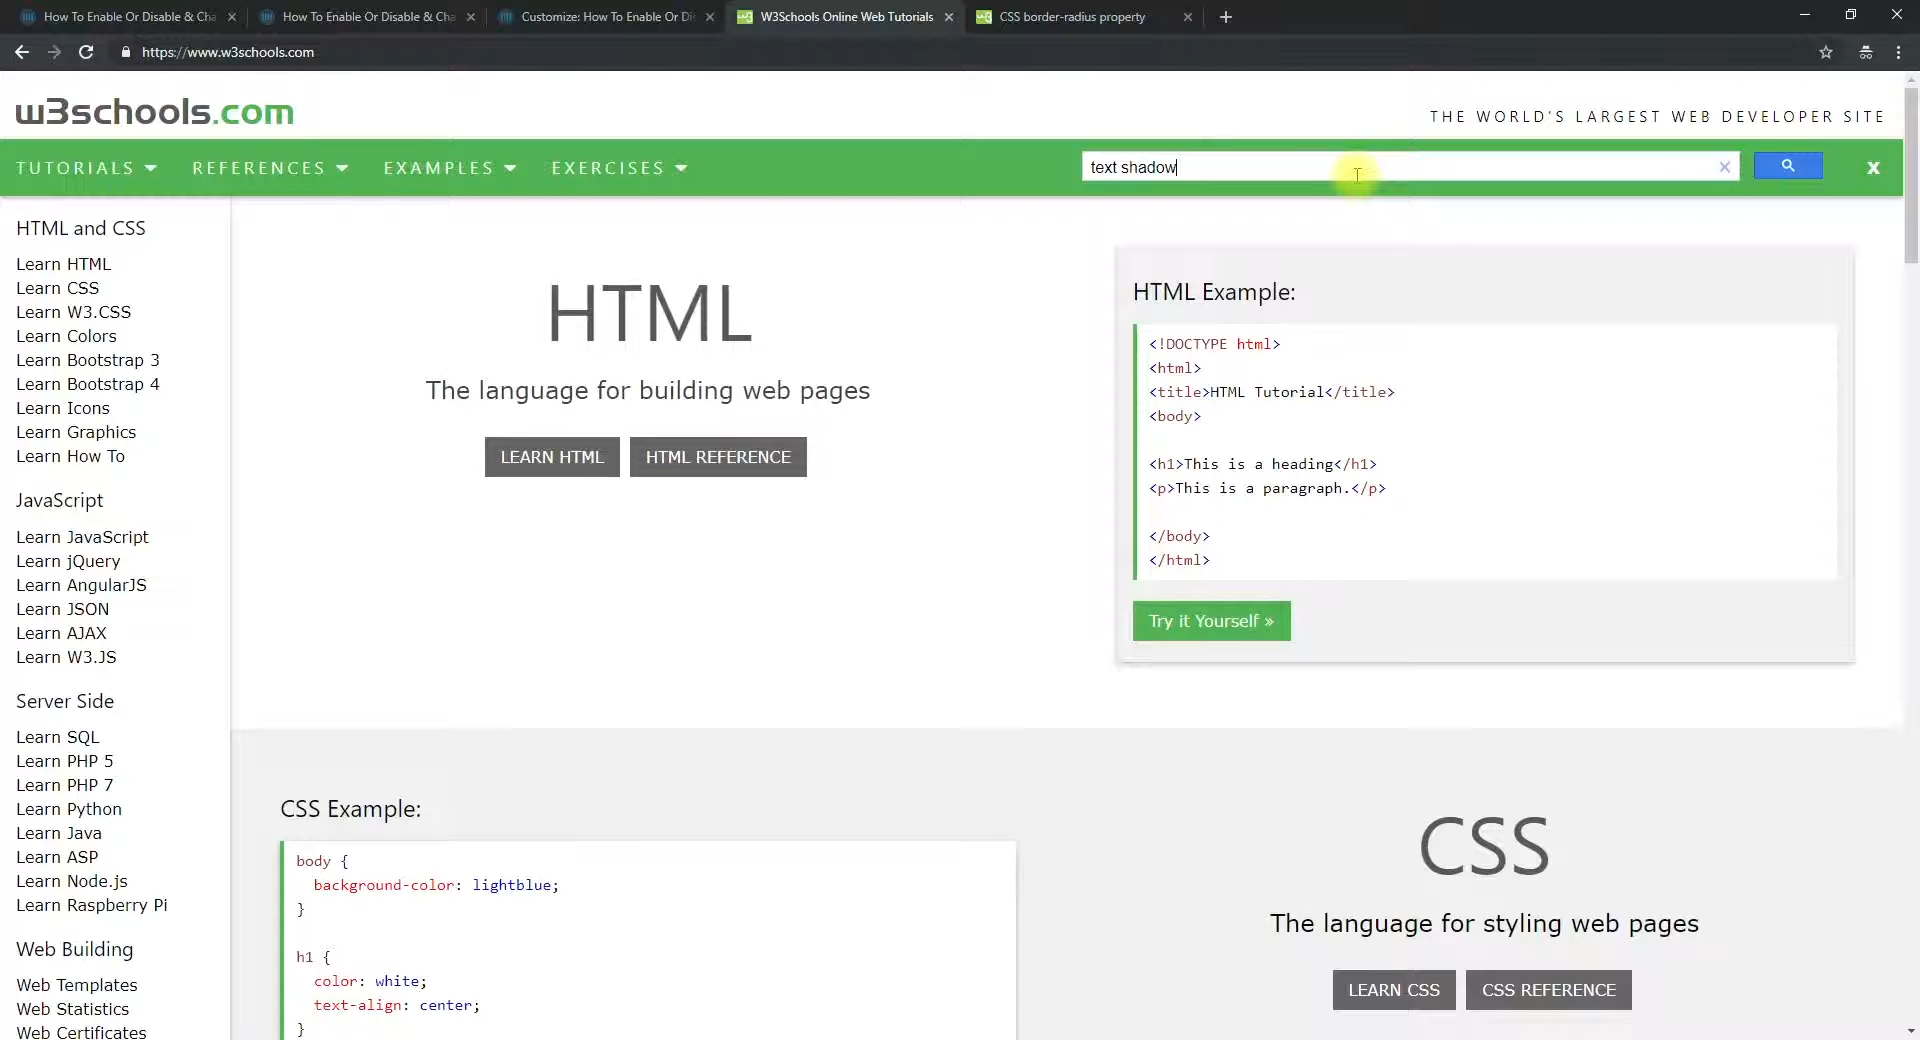 How To Enable Or Disable & Cha
How To Enable Or Disable & Cha
Customize: How To Enable Or Di
W3Schools Online Web Tutorials
CSS border-radius property
https://www.w3schools.com
w3schools.com
THE WORLD'S LARGEST WEB DEVELOPER SITE
TUTORIALS REFERENCES EXAMPLES EXERCISES
text shadow
X
HTML and CSS
Learn HTML
Learn CSS
Learn W3.CSS
Learn Colors
Learn Bootstrap 3
Learn Bootstrap 4
Learn Icons
Learn Graphics
Learn How To
JavaScript
Learn JavaScript
Learn jQuery
Learn AngularJS
Learn JSON
Learn AJAX
Learn W3.JS
Server Side
Learn SQL
Learn PHP 5
Learn PHP 7
Learn Python
Learn Java
Learn ASP
Learn Node.js
Learn Raspberry Pi
Web Building
Web Templates
Web Statistics
Web Certificates
HTML
The language for building web pages
LEARN HTML
HTML REFERENCE
HTML Example:
<!DOCTYPE html>
<html>
<title>HTML Tutorial</title>
<body>
<h1>This is a heading</h1>
<p>This is a paragraph.</p>
</body>
</html>
Try it Yourself »
CSS Example:
body {
background-color: lightblue;
}
h1 {
color: white;
text-align: center;
}
CSS
The language for styling web pages
LEARN CSS
CSS REFERENCE